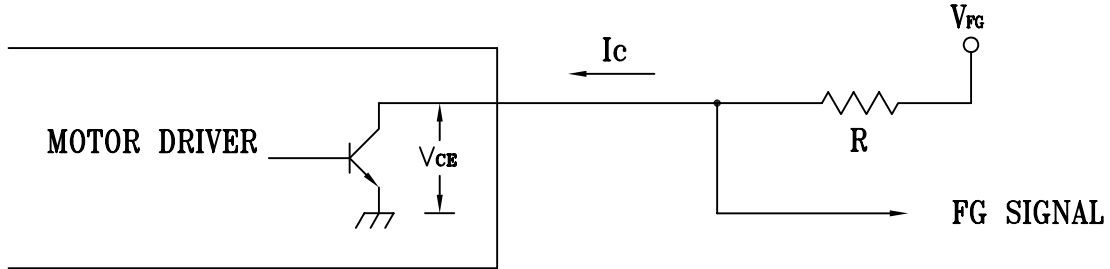 VFG
Ic
MOTOR DRIVER
VCE
R
FG SIGNAL